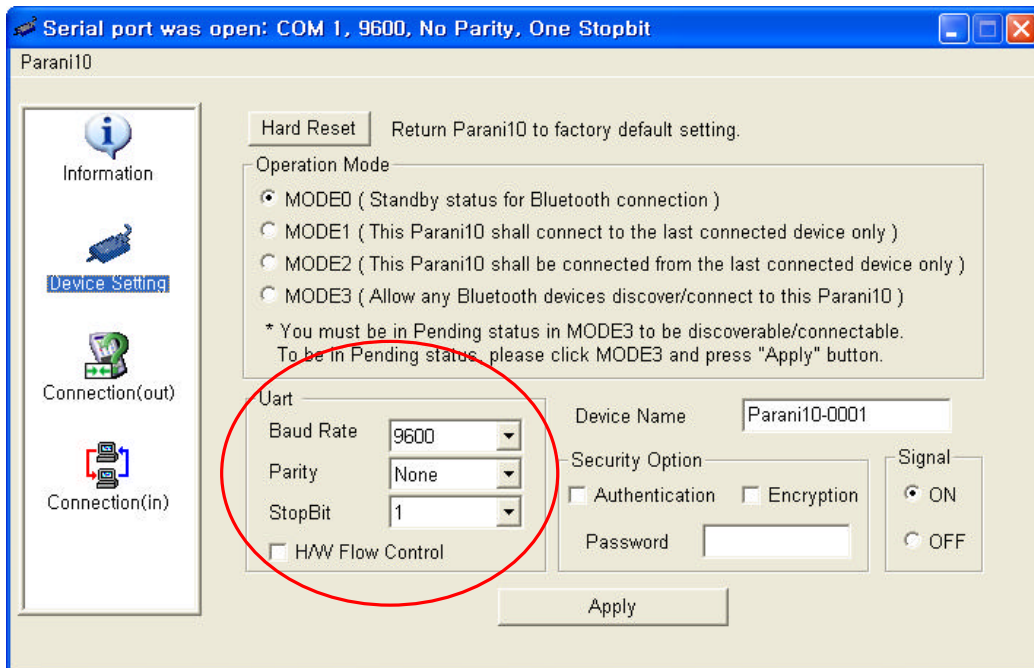 Serial port was open: COM 1, 9600, No Parity, One Stopbit
Parani10
Information
Device Setting
Connection(out)
Connection(in)
Hard Reset Return Parani10 to factory default setting.
Operation Mode
MODE0 ( Standby status for Bluetooth connection )
MODE1 ( This Parani10 shall connect to the last connected device only )
MODE2 ( This Parani10 shall be connected from the last connected device only )
MODE3 ( Allow any Bluetooth devices discover/connect to this Parani10 )
* You must be in Pending status in MODE3 to be discoverable/connectable.
To be in Pending status, please click MODE3 and press "Apply" button.
Uart
Baud Rate 9600
Parity None
StopBit 1
H/W Flow Control
Device Name Parani10-0001
Security Option
Authentication Encryption
Password
Signal
ON
OFF
Apply